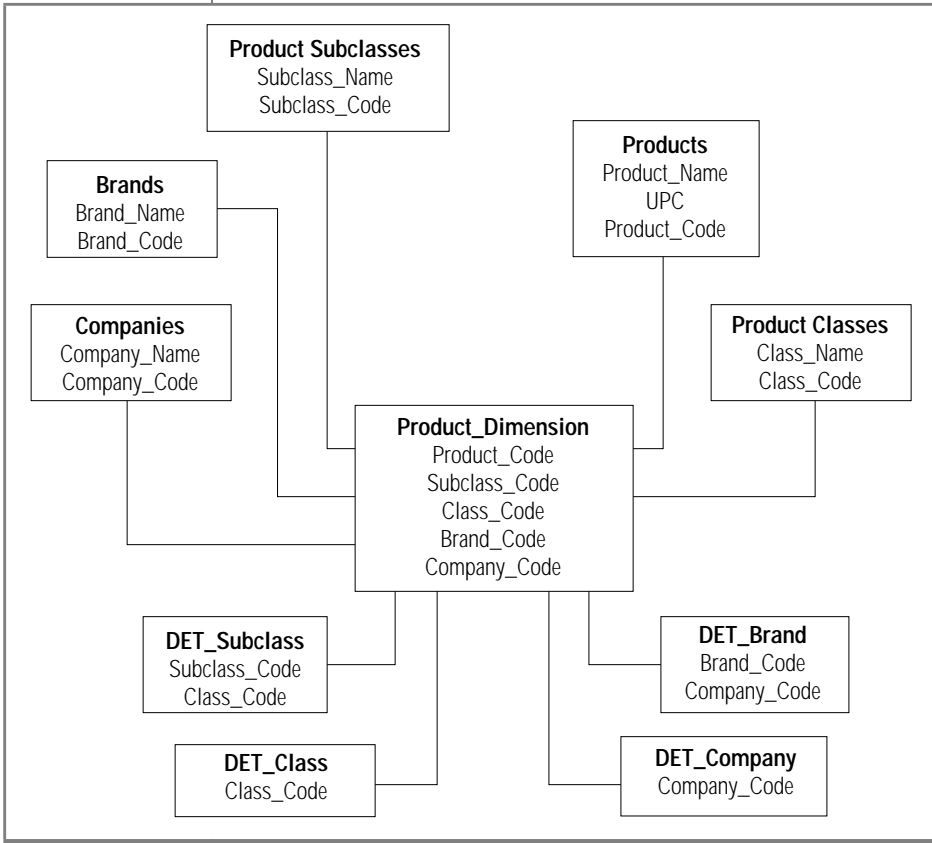 Product Subclasses
Subclass_Name
Subclass_Code
Products
Product_Name
UPC
Product_Code
Brands
Brand_Name
Brand_Code
Companies
Company_Name
Company_Code
Product Classes
Class_Name
Class_Code
Product_Dimension
Product_Code
Subclass_Code
Class_Code
Brand_Code
Company_Code
DET_Subclass
Subclass_Code
Class_Code
DET_Brand
Brand_Code
Company_Code
DET_Class
Class_Code
DET_Company
Company_Code